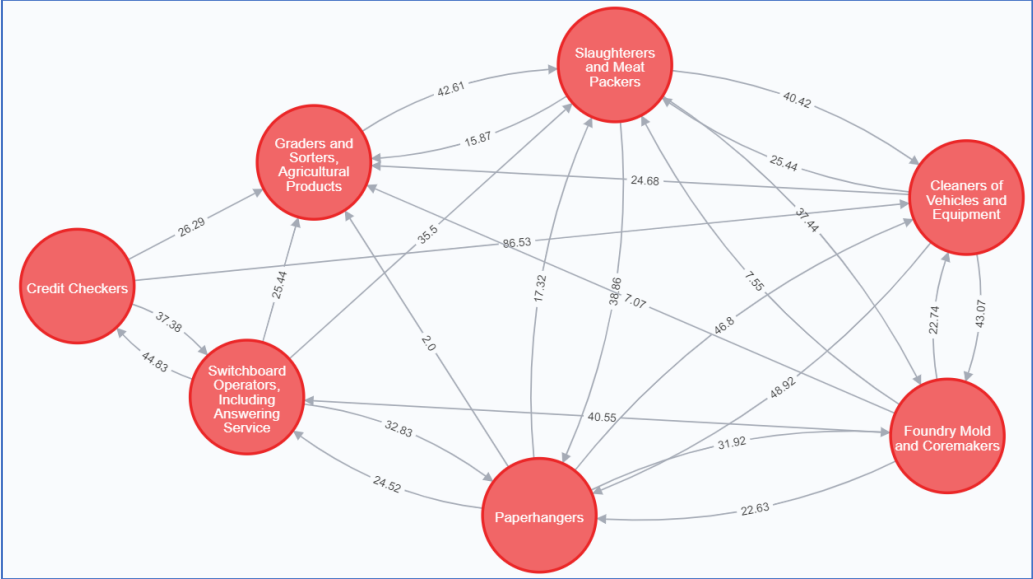 Slaughterers
and Meat
Packers
42.61
40.42
15.87
Graders and
Sorters,
Agricultural
Products
25.44
24.68
Cleaners of
Vehicles and
Equipment
26.29
35.5
37.44
86.53
Credit Checkers
25.44
17.32
38.86
7.55
7.07
37.38
22.74
43.07
46.8
2.0
44.83
Switchboard
Operators,
Including
Answering
Service
48.92
40.55
32.83
31.92
Foundry Mold
and Coremakers
24.52
22.63
Paperhangers